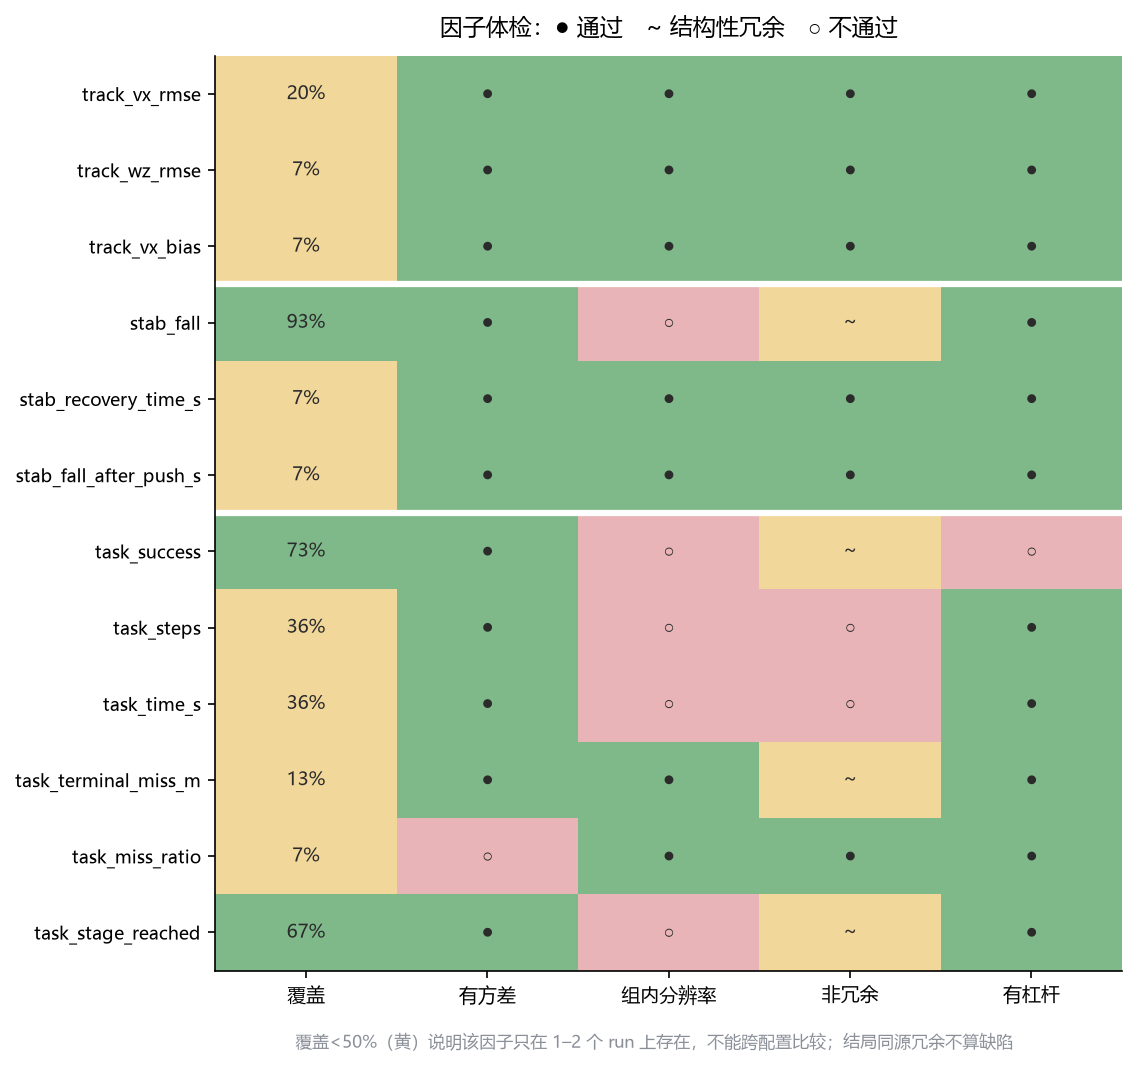 因子体检：● 通过 ~ 结构性冗余 ○ 不通过
track_vx_rmse 20% ● ● ● ●
track_wz_rmse 7% ● ● ● ●
track_vx_bias 7% ● ● ● ●
stab_fall 93% ● ○ ~ ●
stab_recovery_time_s 7% ● ● ● ●
stab_fall_after_push_s 7% ● ● ● ●
task_success 73% ● ○ ~ ○
task_steps 36% ● ○ ○ ●
task_time_s 36% ● ○ ○ ●
task_terminal_miss_m 13% ● ● ~ ●
task_miss_ratio 7% ○ ● ● ●
task_stage_reached 67% ● ○ ~ ●
覆盖 有方差 组内分辨率 非冗余 有杠杆
覆盖<50%（黄）说明该因子只在 1–2 个 run 上存在，不能跨配置比较；结局同源冗余不算缺陷